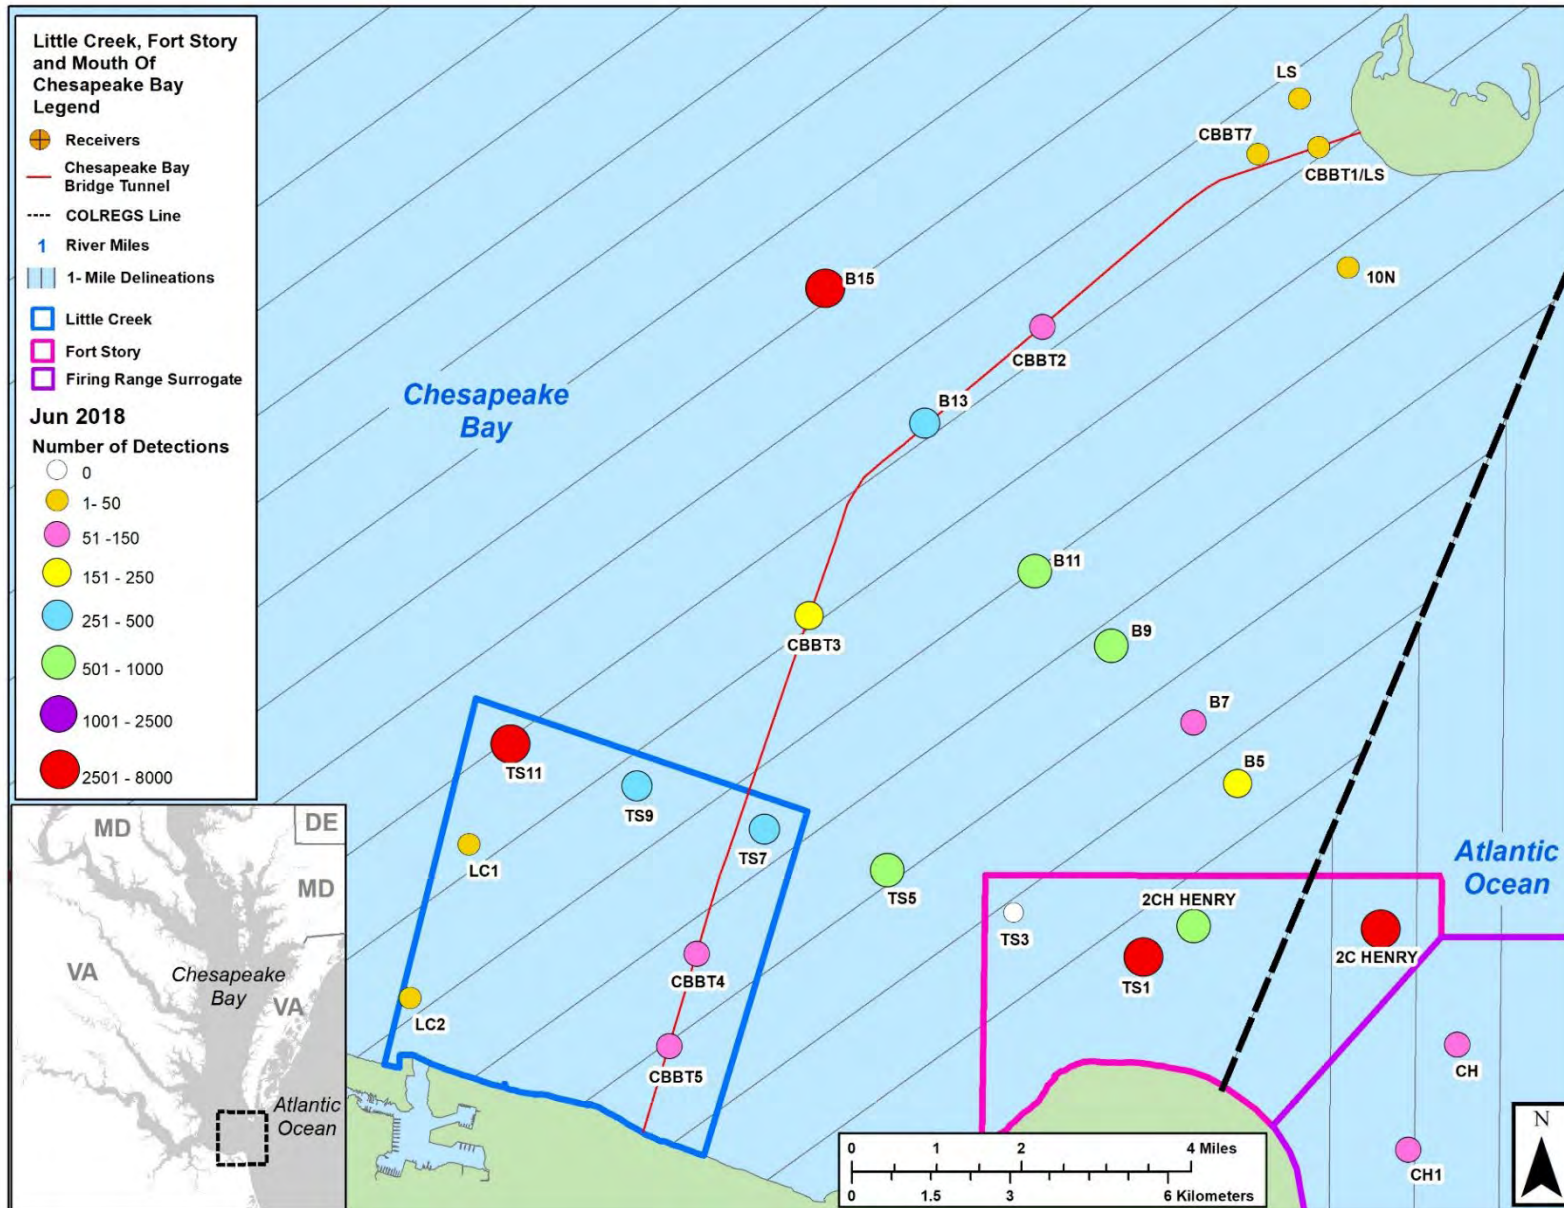 Little Creek, Fort Story
and Mouth Of
Chesapeake Bay
Legend
Receivers
Chesapeake Bay
Bridge Tunnel
COLREGS Line
1 River Miles
1- Mile Delineations
Little Creek
Fort Story
Firing Range Surrogate
Jun 2018
Number of Detections
0
1- 50
51 -150
151 - 250
251 - 500
501 - 1000
1001 - 2500
2501 - 8000
LS
CBBT7
CBBT1/LS
10N
B15
CBBT2
Chesapeake
Bay
B13
B11
CBBT3
B9
B7
B5
TS11
TS9
TS7
LC1
TS5
Atlantic
Ocean
2CH HENRY
TS3
2C HENRY
TS1
CBBT4
LC2
CBBT5
CH
CH1
MD
DE
MD
VA
Chesapeake
Bay
VA
Atlantic
Ocean
0 1 2 4 Miles
0 1.5 3 6 Kilometers
N